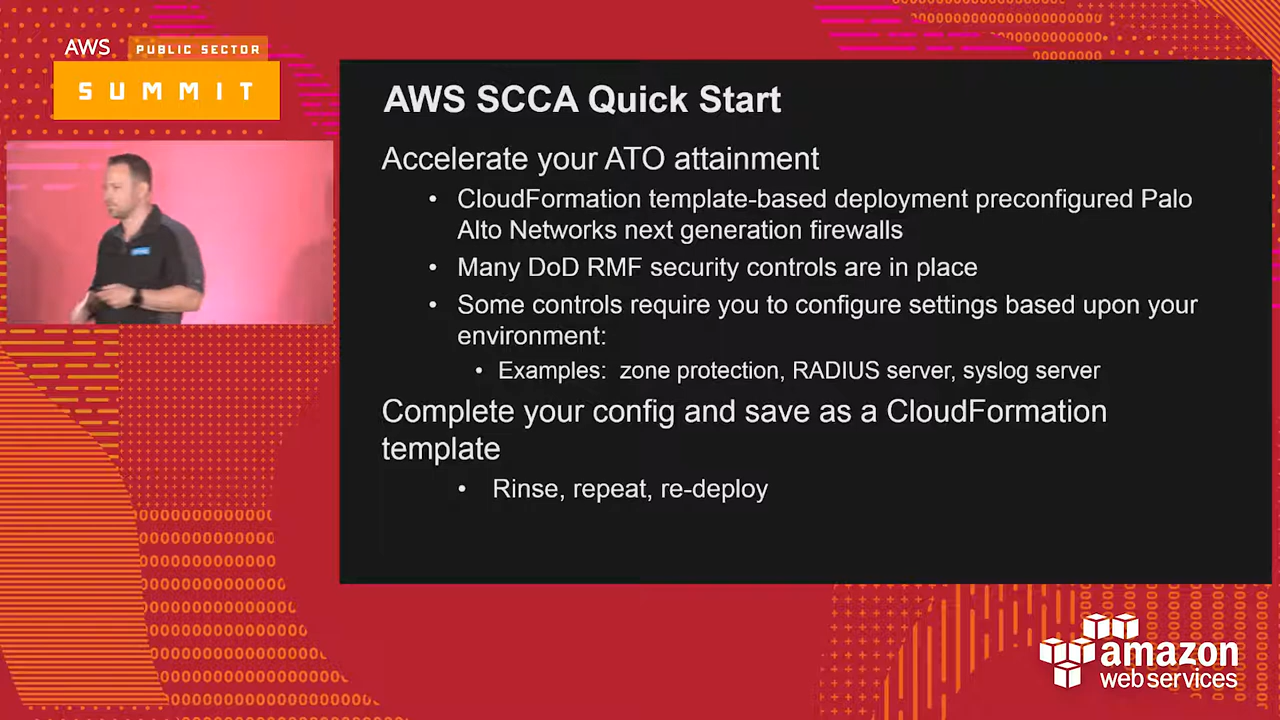 AWS PUBLIC SECTOR
SUMMIT
AWS SCCA Quick Start
Accelerate your ATO attainment
• CloudFormation template-based deployment preconfigured Palo
Alto Networks next generation firewalls
• Many DoD RMF security controls are in place
• Some controls require you to configure settings based upon your
environment:
• Examples: zone protection, RADIUS server, syslog server
Complete your config and save as a CloudFormation
template
• Rinse, repeat, re-deploy
amazon
web services